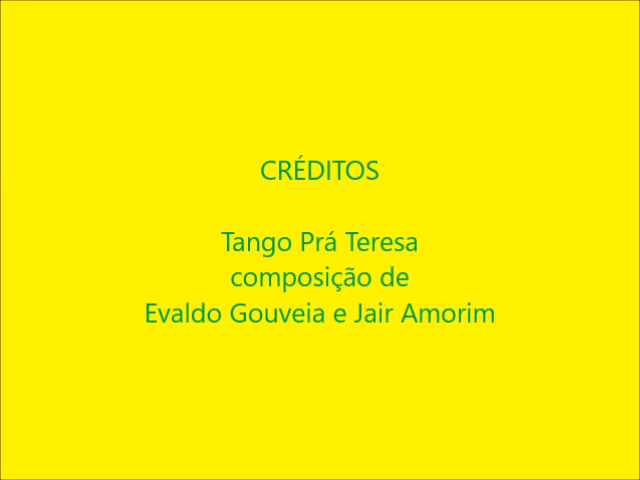 CRÉDITOS
Tango Prá Teresa
composição de
Evaldo Gouveia e Jair Amorim